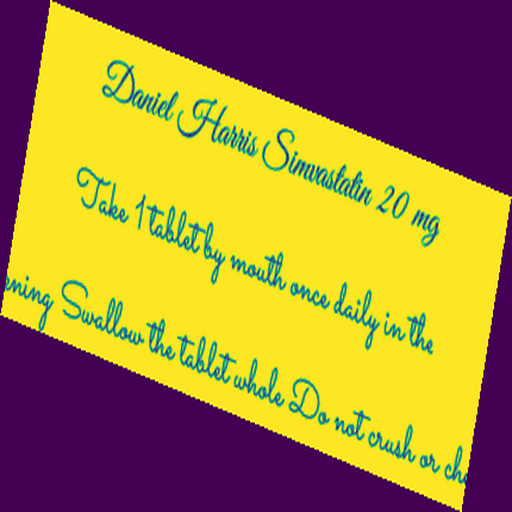 Daniel Harris Simvastatin 20 mg
Take 1 tablet by mouth once daily in the
Swallow the tablet whole Do not crush or